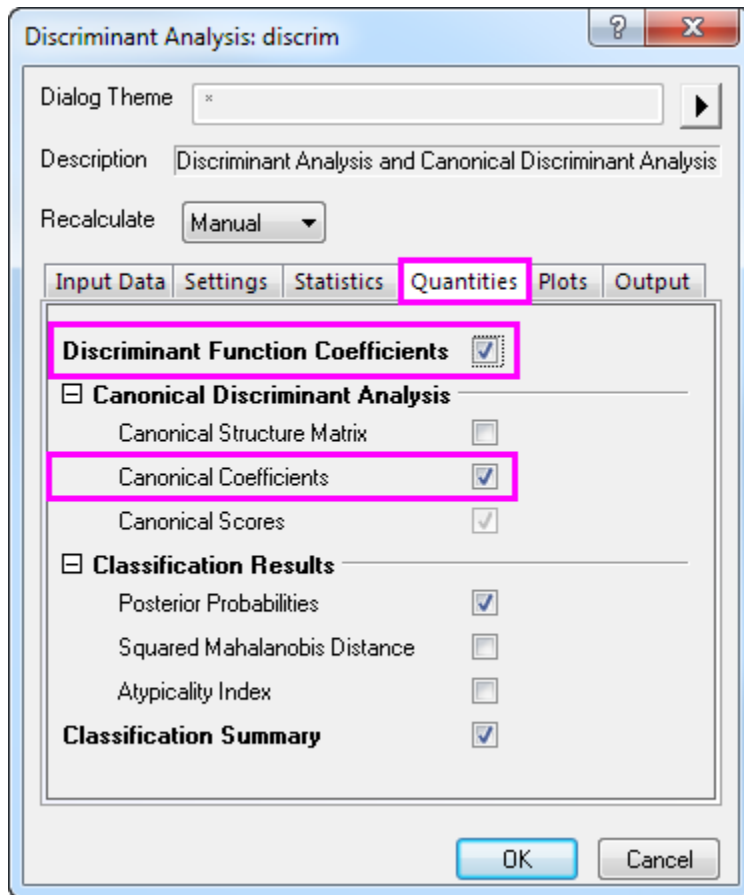 Discriminant Analysis: discrim
Dialog Theme *
Description Discriminant Analysis and Canonical Discriminant Analysis
Recalculate Manual
Input Data Settings Statistics Quantities Plots Output
Discriminant Function Coefficients
Canonical Discriminant Analysis
Canonical Structure Matrix
Canonical Coefficients
Canonical Scores
Classification Results
Posterior Probabilities
Squared Mahalanobis Distance
Atypicality Index
Classification Summary
OK Cancel